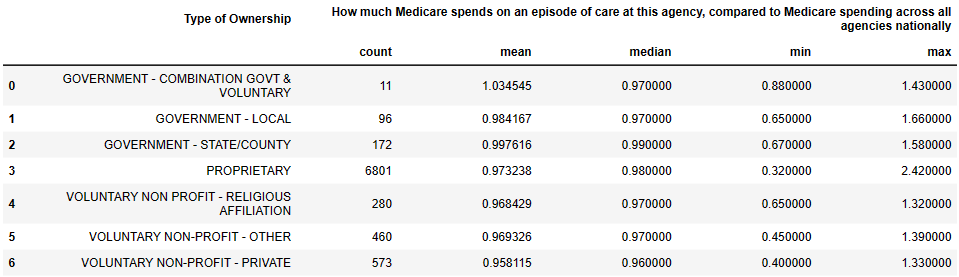 Type of Ownership How much Medicare spends on an episode of care at this agency, compared to Medicare spending across all
agencies nationally
count mean median min max
0 GOVERNMENT - COMBINATION GOVT &
VOLUNTARY 11 1.034545 0.970000 0.880000 1.430000
1 GOVERNMENT - LOCAL 96 0.984167 0.970000 0.650000 1.660000
2 GOVERNMENT - STATE/COUNTY 172 0.997616 0.990000 0.670000 1.580000
3 PROPRIETARY 6801 0.973238 0.980000 0.320000 2.420000
4 VOLUNTARY NON PROFIT - RELIGIOUS
AFFILIATION 280 0.968429 0.970000 0.650000 1.320000
5 VOLUNTARY NON-PROFIT - OTHER 460 0.969326 0.970000 0.450000 1.390000
6 VOLUNTARY NON-PROFIT - PRIVATE 573 0.958115 0.960000 0.400000 1.330000